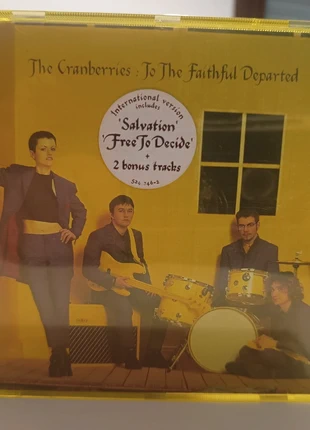 The Cranberries : To The Faithful Departed
International version
includes
'Salvation'
'Free To Decide'
+
2 bonus tracks